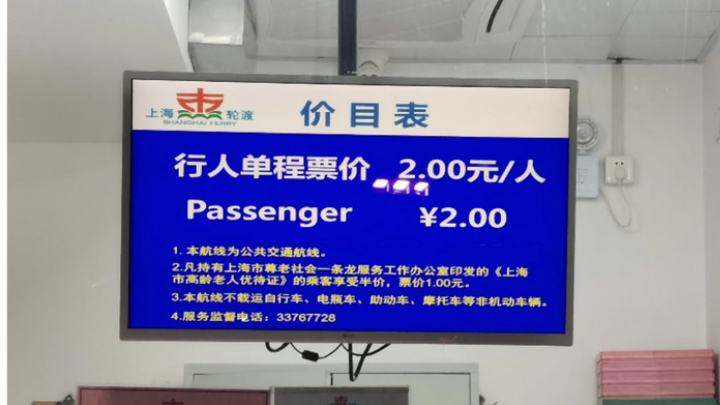 上海 轮渡
SHANGHAI FERRY
价目表
行人单程票价 2.00元/人
Passenger ¥2.00
1. 本航线为公共交通航线。
2.凡持有上海市尊老社会一条龙服务工作办公室印发的《上海
市高龄老人优待证》的乘客享受半价，票价1.00元。
3.本航线不载运自行车、电瓶车、助动车、摩托车等非机动车辆。
4.服务监督电话：33767728
LG